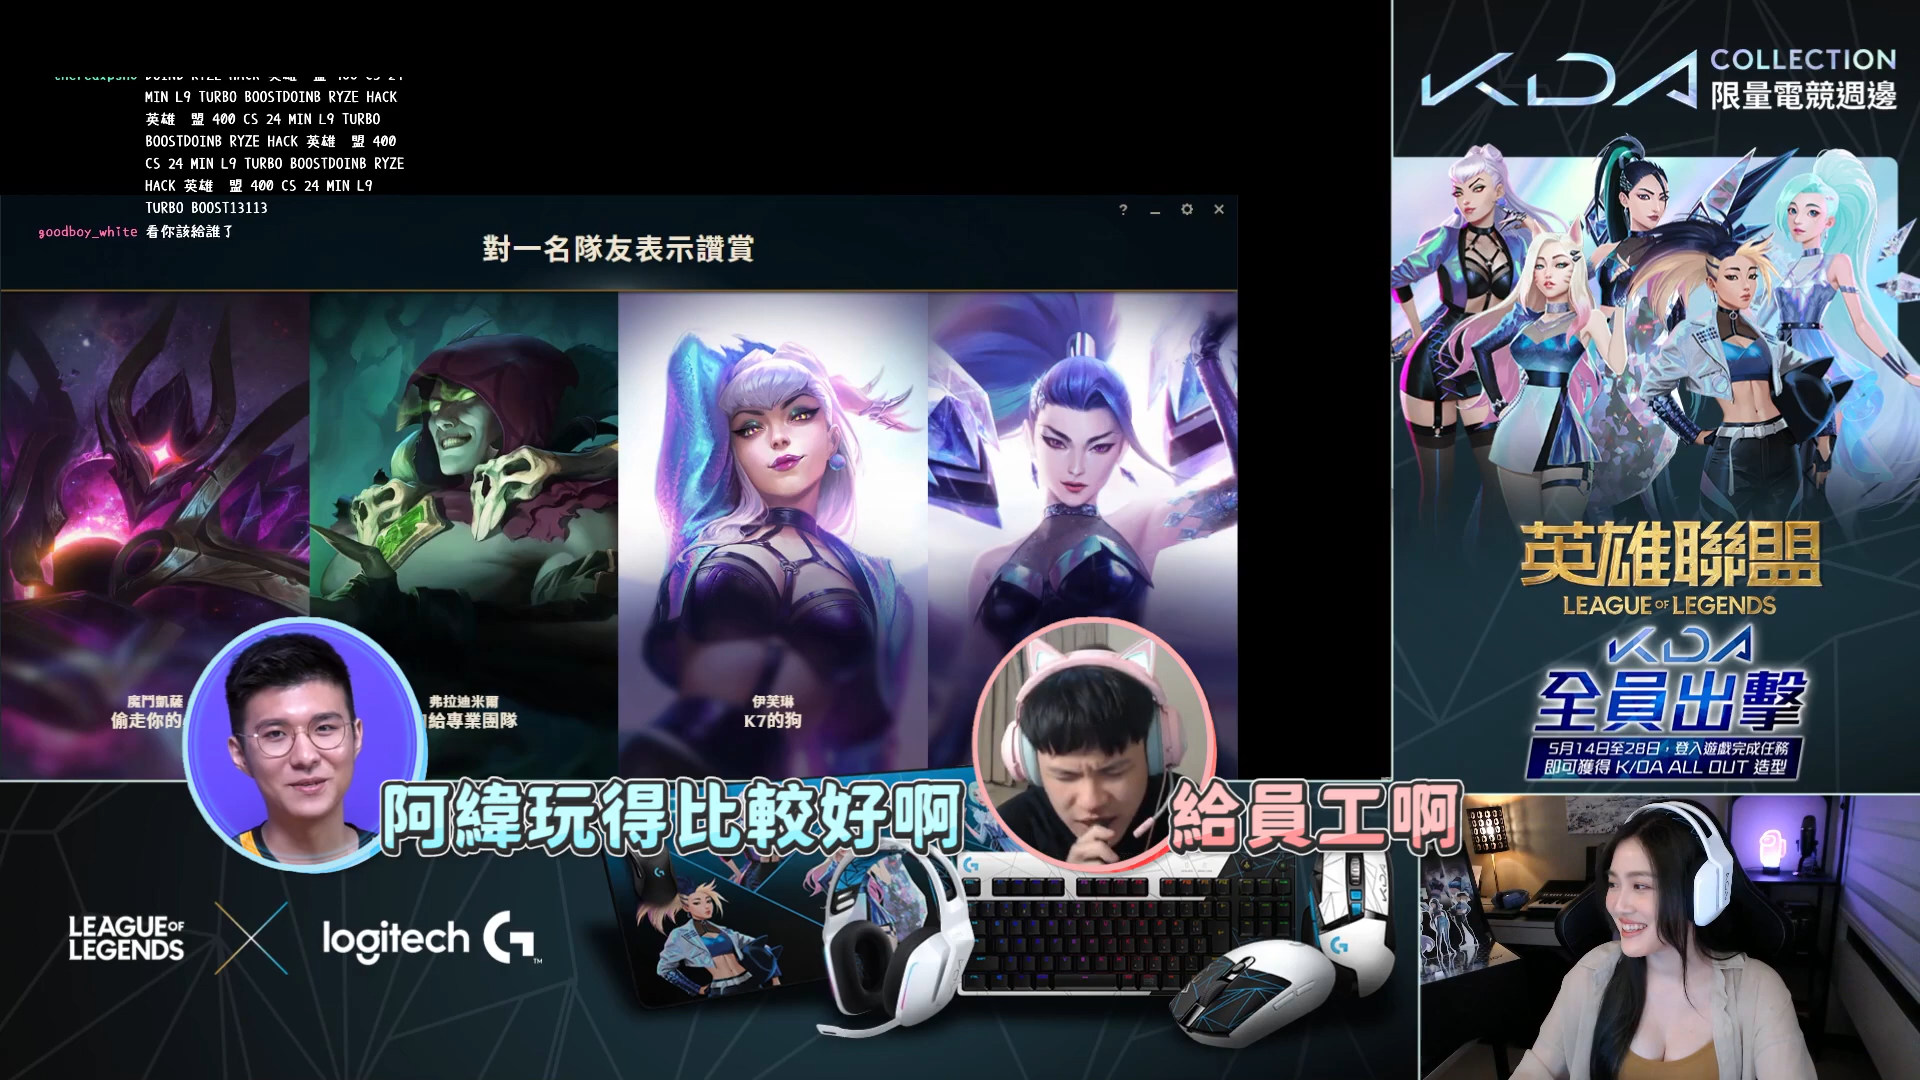 MIN L9 TURBO BOOSTDOINB RYZE HACK
英雄 盟 400 CS 24 MIN L9 TURBO
BOOSTDOINB RYZE HACK 英雄 盟 400
CS 24 MIN L9 TURBO BOOSTDOINB RYZE
HACK 英雄 盟 400 CS 24 MIN L9
TURBO BOOST13113
goodboy_white 看你該給誰了
對一名隊友表示讚賞
魔鬥凱薩
偷走你的
弗拉迪米爾
給專業團隊
伊芙琳
K7的狗
阿緯玩得比較好啊
給員工啊
LEAGUE OF
LEGENDS
logitech G
KDA COLLECTION
限量電競週邊
英雄聯盟
LEAGUE OF LEGENDS
KDA
全員出擊
5月14日至28日，登入遊戲完成任務
即可獲得 K/DA ALL OUT 造型